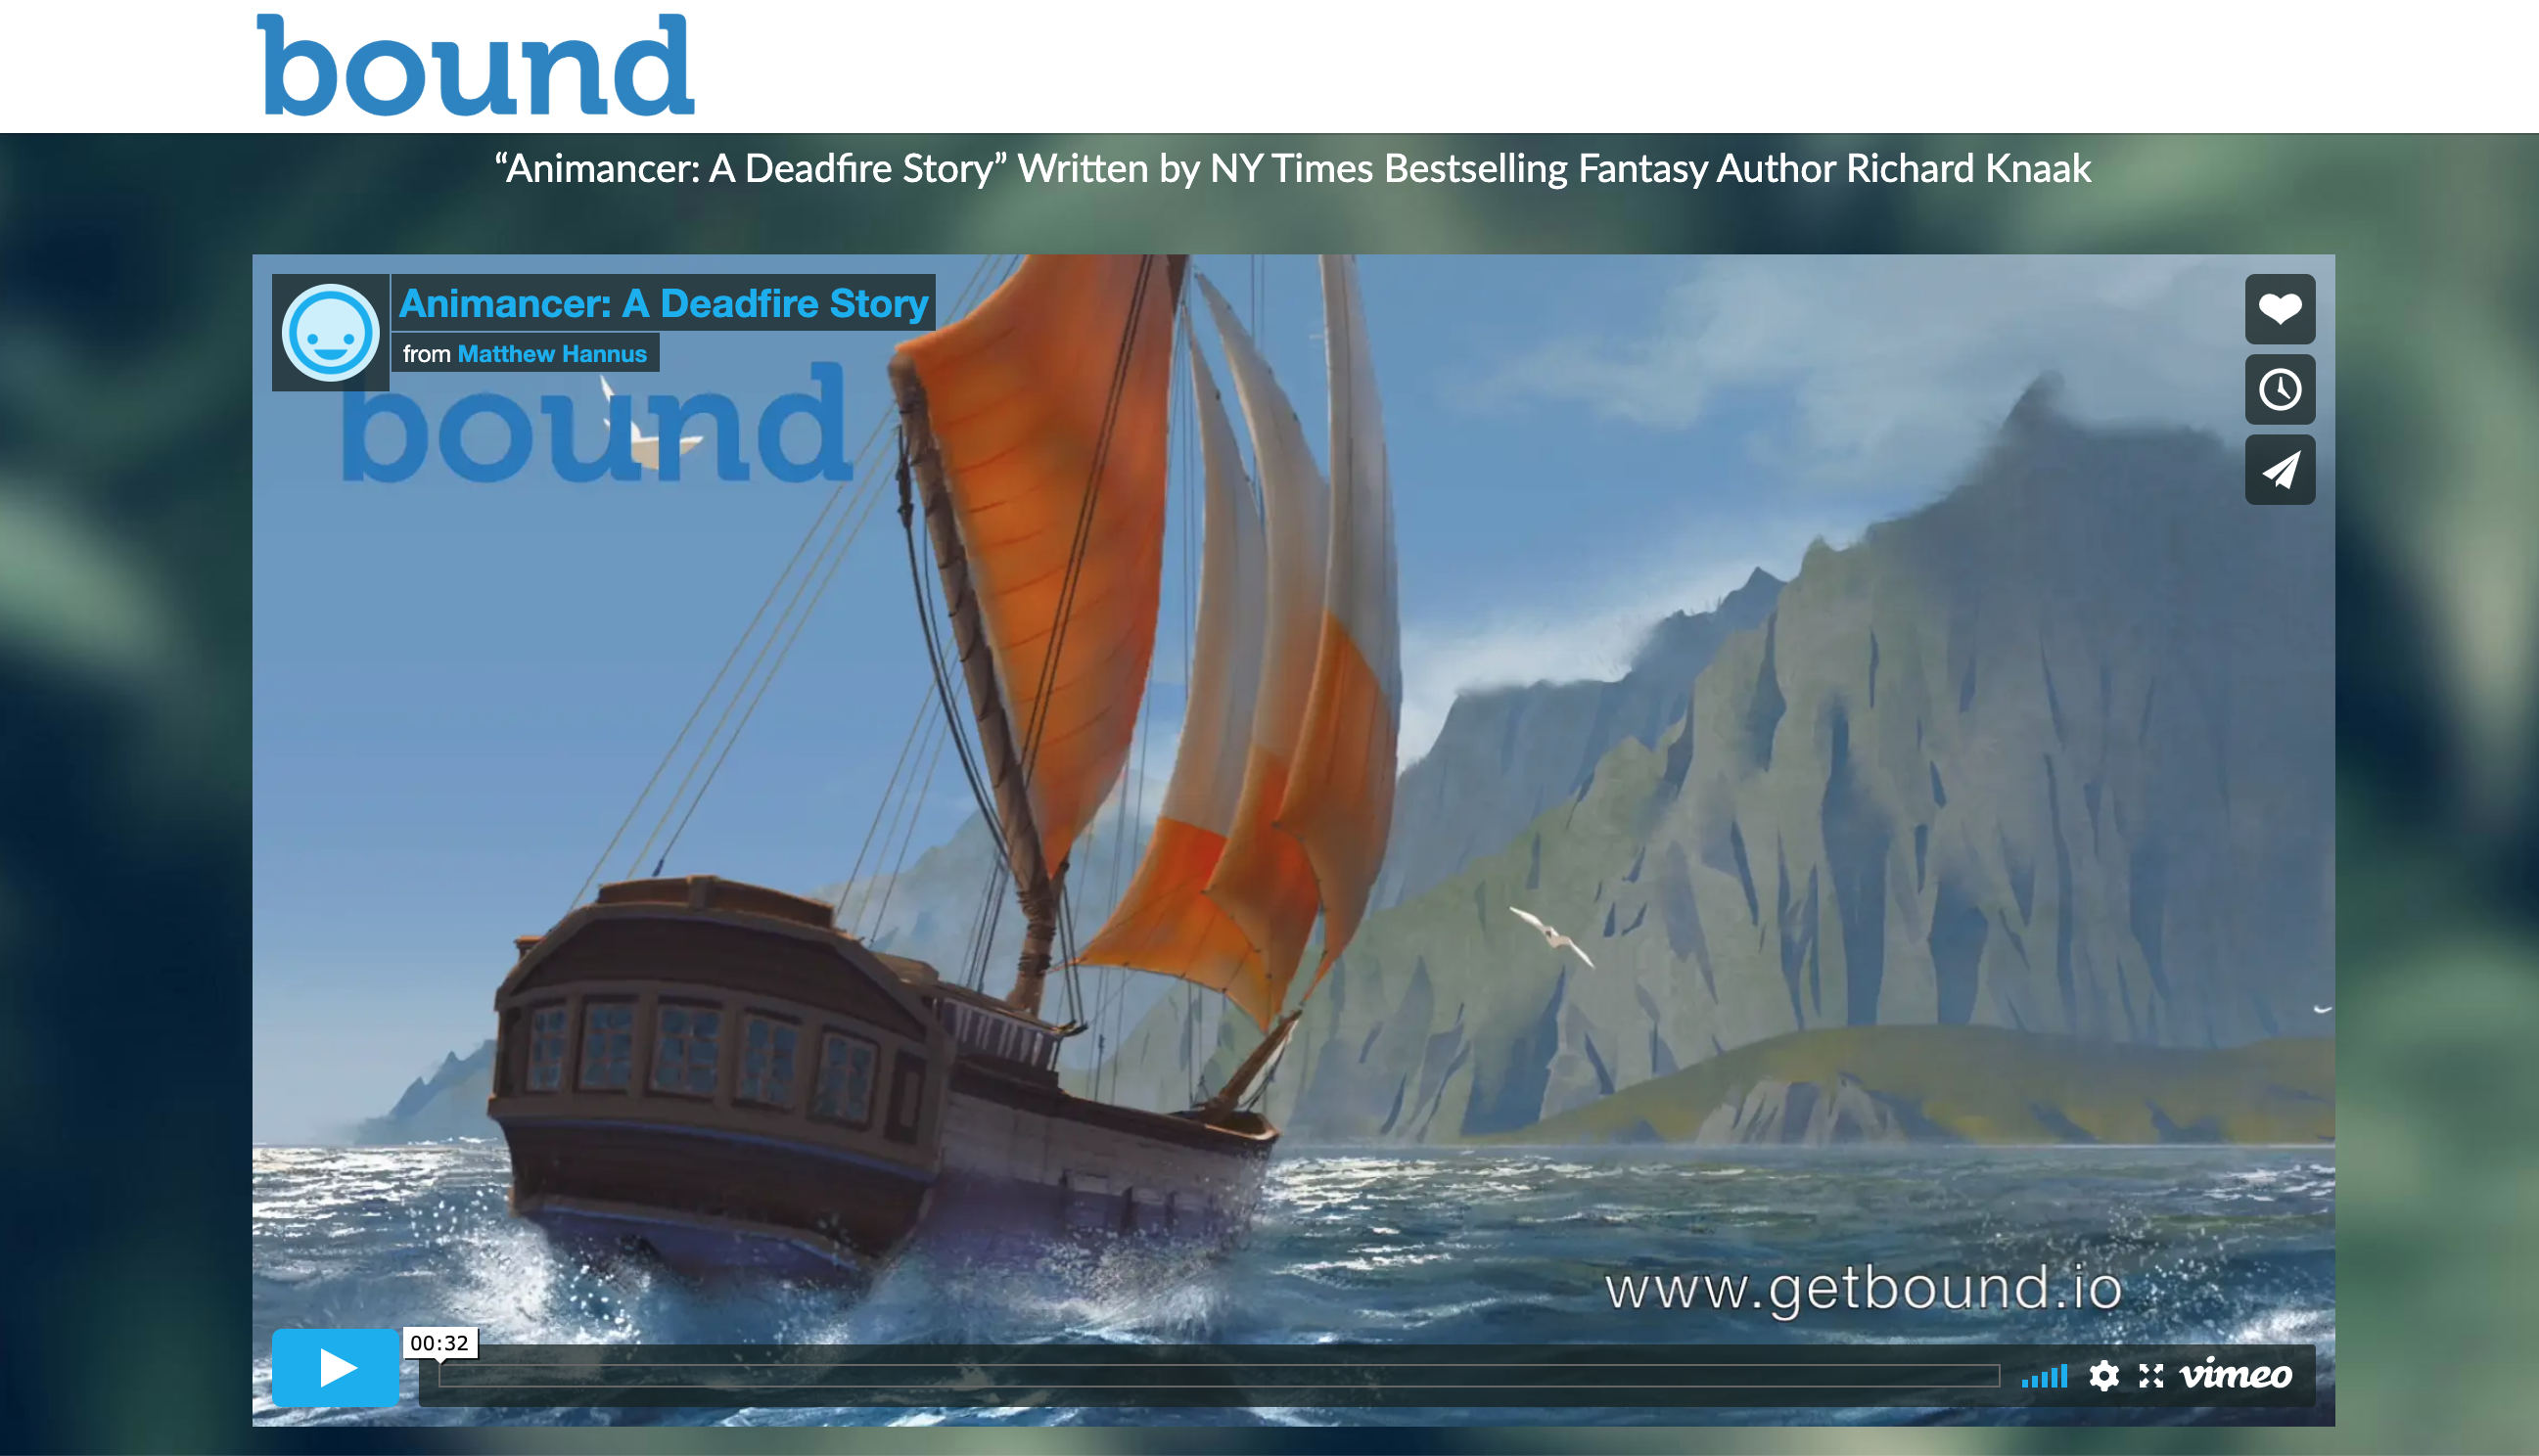 bound
“Animancer: A Deadfire Story” Written by NY Times Bestselling Fantasy Author Richard Knaak
Animancer: A Deadfire Story
from Matthew Hannus
bound
www.getbound.io
00:32
vimeo